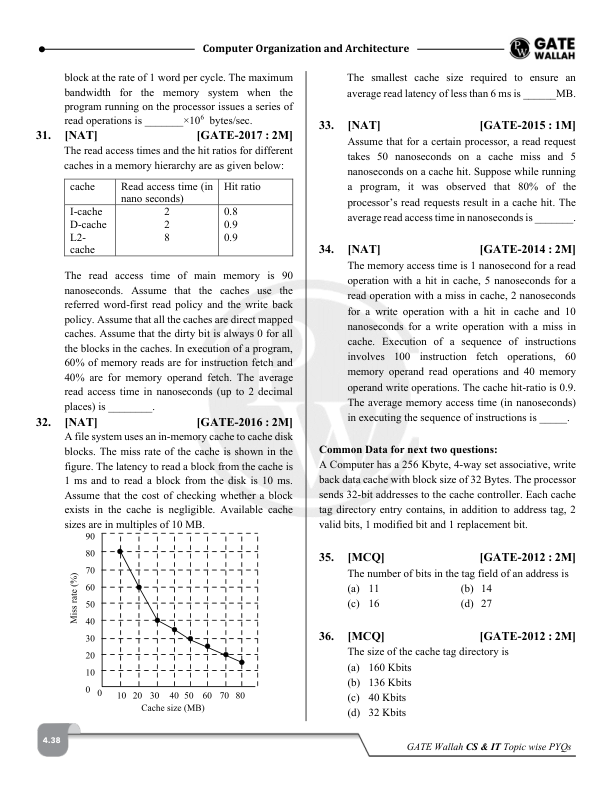 Computer Organization and Architecture
GATE
WALLAH
block at the rate of 1 word per cycle. The maximum
bandwidth for the memory system when the
program running on the processor issues a series of
read operations is _______×10⁶ bytes/sec.
31. [NAT] [GATE-2017 : 2M]
The read access times and the hit ratios for different
caches in a memory hierarchy are as given below:
cache Read access time (in Hit ratio
nano seconds)
I-cache 2 0.8
D-cache 2 0.9
L2- 8 0.9
cache
The read access time of main memory is 90
nanoseconds. Assume that the caches use the
referred word-first read policy and the write back
policy. Assume that all the caches are direct mapped
caches. Assume that the dirty bit is always 0 for all
the blocks in the caches. In execution of a program,
60% of memory reads are for instruction fetch and
40% are for memory operand fetch. The average
read access time in nanoseconds (up to 2 decimal
places) is ________.
32. [NAT] [GATE-2016 : 2M]
A file system uses an in-memory cache to cache disk
blocks. The miss rate of the cache is shown in the
figure. The latency to read a block from the cache is
1 ms and to read a block from the disk is 10 ms.
Assume that the cost of checking whether a block
exists in the cache is negligible. Available cache
sizes are in multiples of 10 MB.
90
80
70
60
50
40
30
20
10
0
Miss rate (%)
0 10 20 30 40 50 60 70 80
Cache size (MB)
The smallest cache size required to ensure an
average read latency of less than 6 ms is ______MB.
33. [NAT] [GATE-2015 : 1M]
Assume that for a certain processor, a read request
takes 50 nanoseconds on a cache miss and 5
nanoseconds on a cache hit. Suppose while running
a program, it was observed that 80% of the
processor's read requests result in a cache hit. The
average read access time in nanoseconds is _______.
34. [NAT] [GATE-2014 : 2M]
The memory access time is 1 nanosecond for a read
operation with a hit in cache, 5 nanoseconds for a
read operation with a miss in cache, 2 nanoseconds
for a write operation with a hit in cache and 10
nanoseconds for a write operation with a miss in
cache. Execution of a sequence of instructions
involves 100 instruction fetch operations, 60
memory operand read operations and 40 memory
operand write operations. The cache hit-ratio is 0.9.
The average memory access time (in nanoseconds)
in executing the sequence of instructions is _____.
Common Data for next two questions:
A Computer has a 256 Kbyte, 4-way set associative, write
back data cache with block size of 32 Bytes. The processor
sends 32-bit addresses to the cache controller. Each cache
tag directory entry contains, in addition to address tag, 2
valid bits, 1 modified bit and 1 replacement bit.
35. [MCQ] [GATE-2012 : 2M]
The number of bits in the tag field of an address is
(a) 11 (b) 14
(c) 16 (d) 27
36. [MCQ] [GATE-2012 : 2M]
The size of the cache tag directory is
(a) 160 Kbits
(b) 136 Kbits
(c) 40 Kbits
(d) 32 Kbits
4.38
GATE Wallah CS & IT Topic wise PYQs